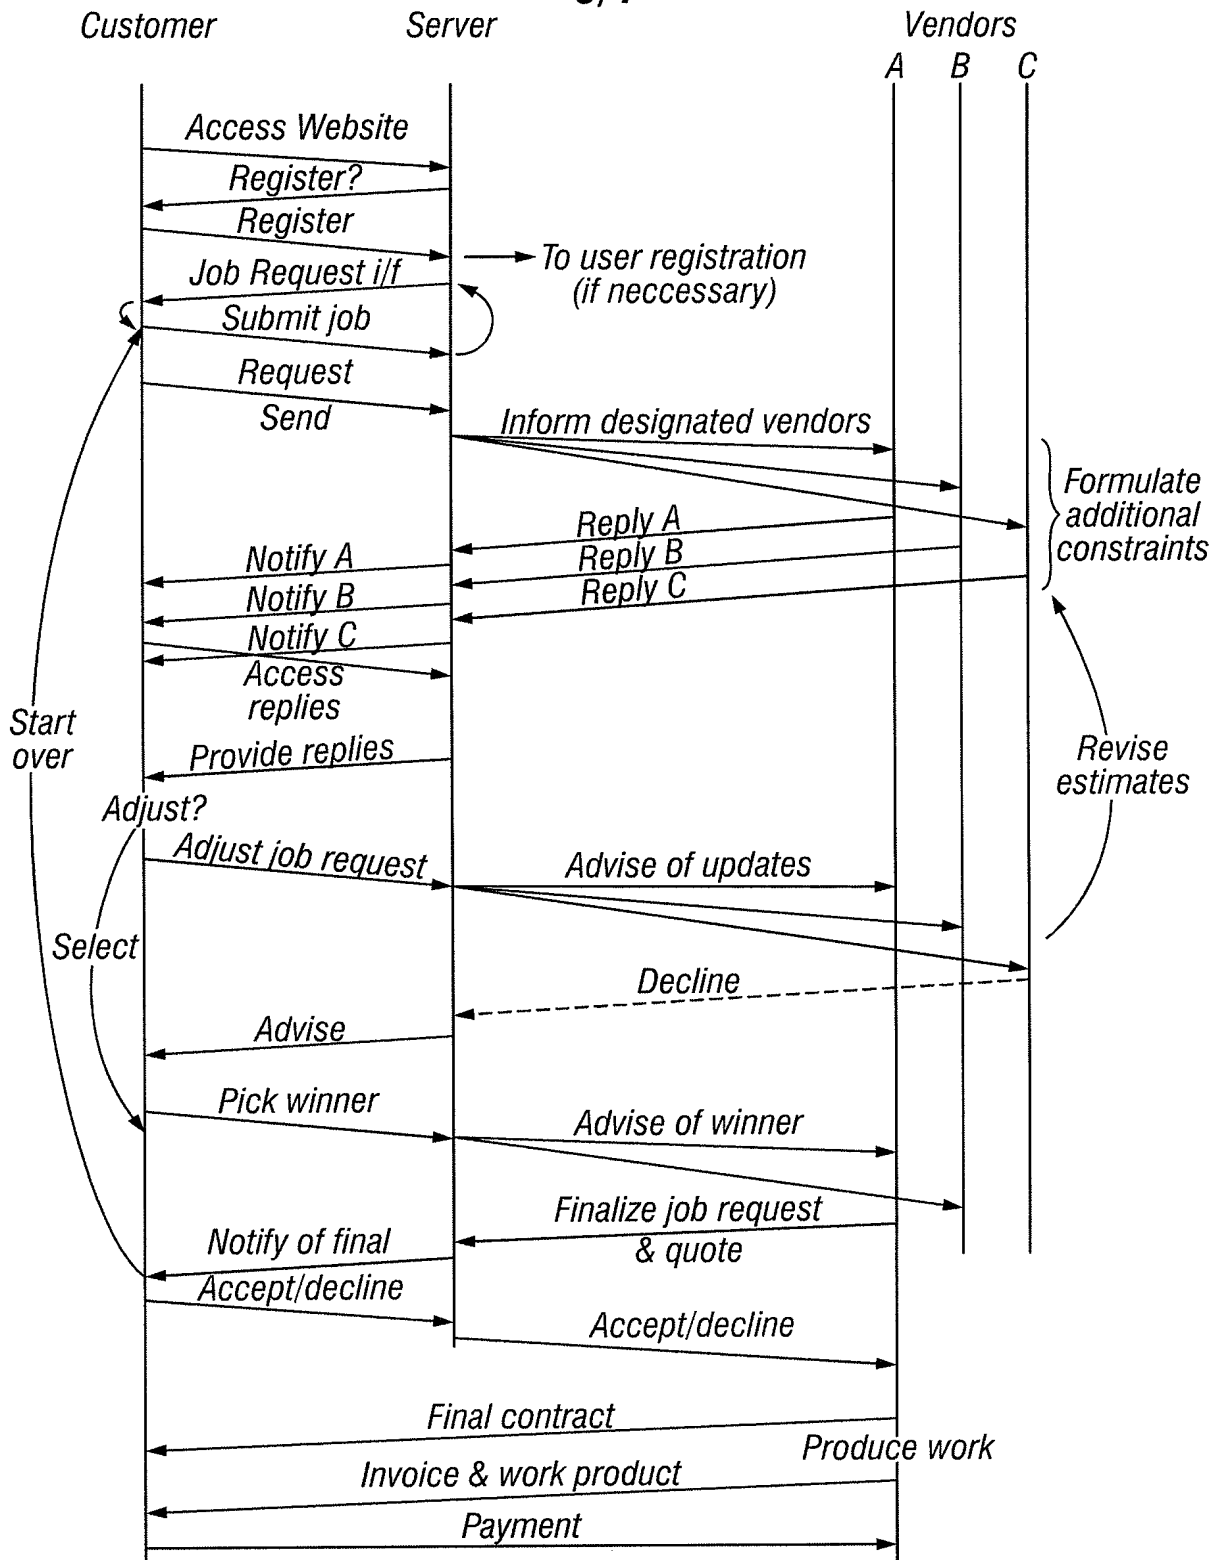 Customer
Server
Vendors
A
B
C
Access Website
Register?
Register
To user registration
(if neccessary)
Job Request i/f
Submit job
Request
Send
Inform designated vendors
Formulate
additional
constraints
Reply A
Notify A
Reply B
Notify B
Reply C
Notify C
Access
replies
Start
over
Provide replies
Revise
estimates
Adjust?
Adjust job request
Advise of updates
Select
Decline
Advise
Pick winner
Advise of winner
Finalize job request
& quote
Notify of final
Accept/decline
Accept/decline
Final contract
Produce work
Invoice & work product
Payment